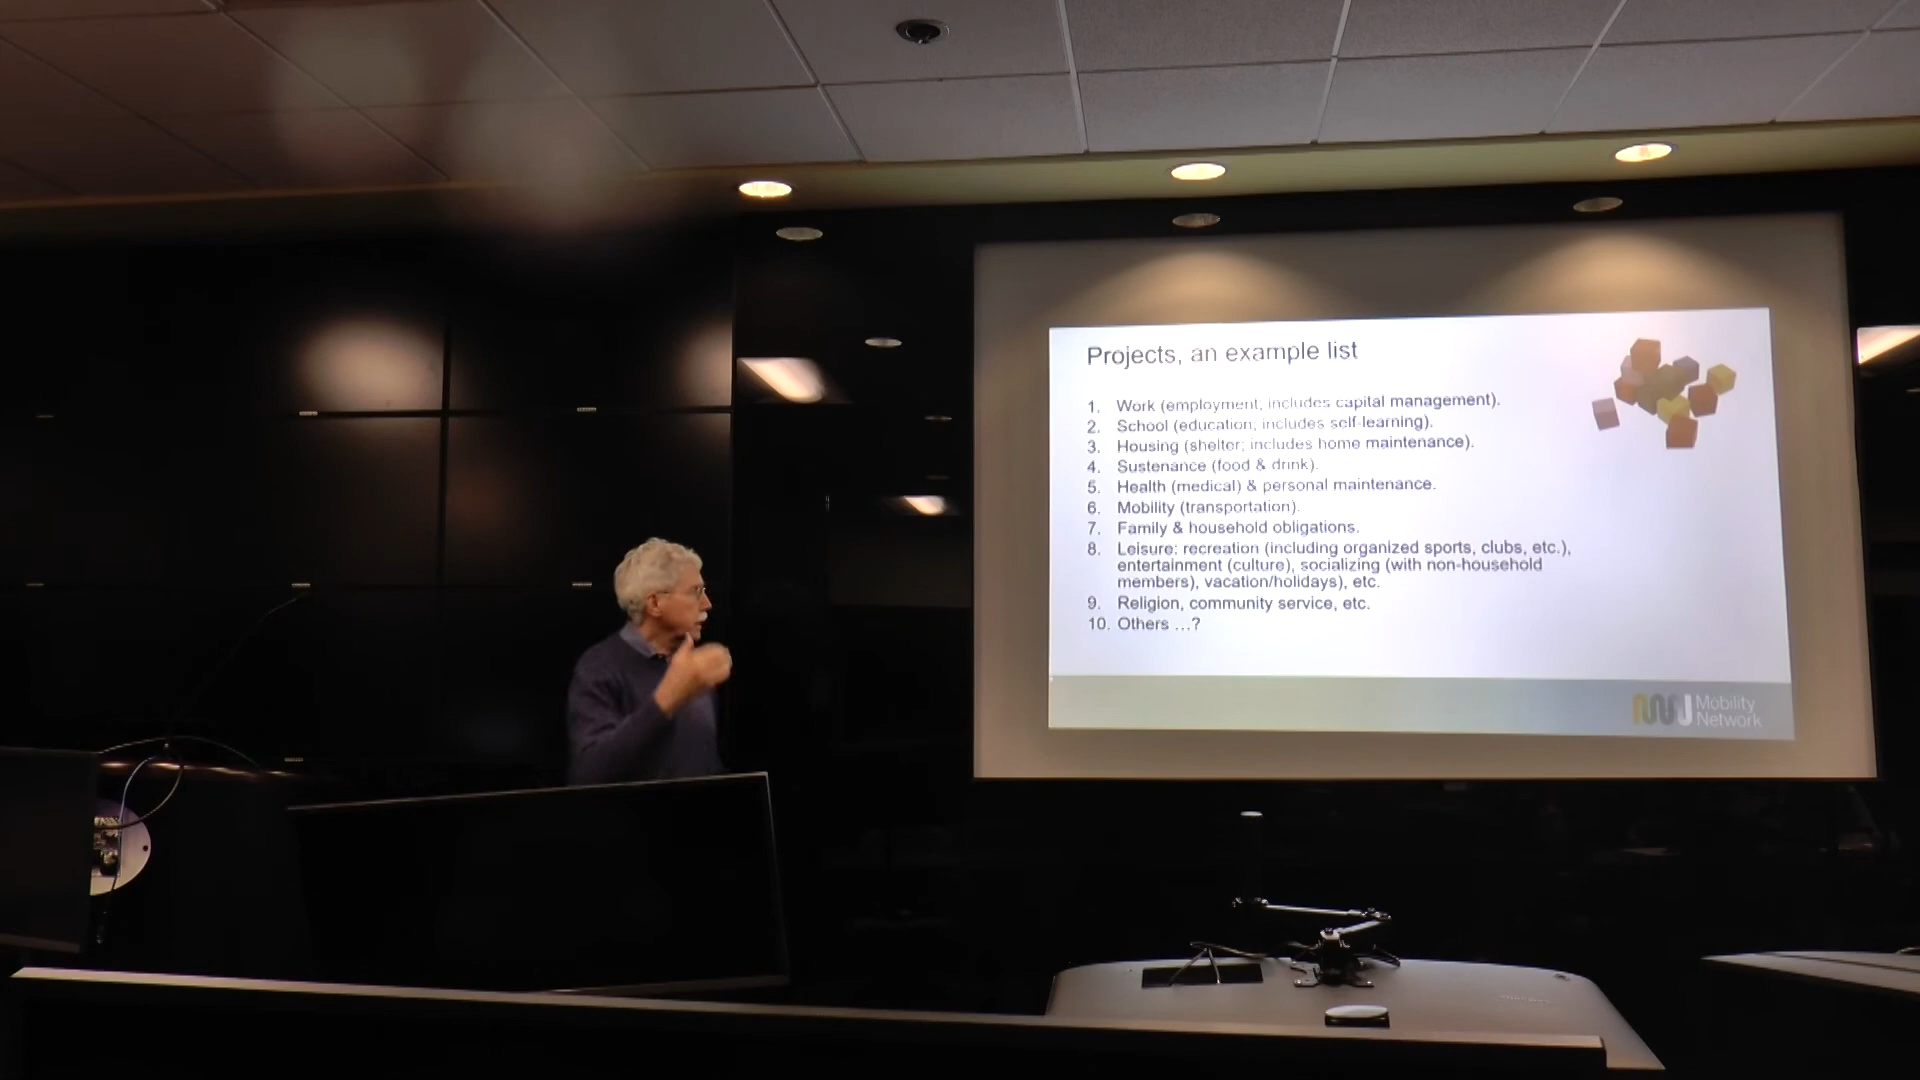 Projects, an example list
1. Work (employment; includes capital management).
2. School (education; includes self-learning).
3. Housing (shelter; includes home maintenance).
4. Sustenance (food & drink).
5. Health (medical) & personal maintenance.
6. Mobility (transportation).
7. Family & household obligations.
8. Leisure: recreation (including organized sports, clubs, etc.),
entertainment (culture), socializing (with non-household
members), vacation/holidays), etc.
9. Religion, community service, etc.
10. Others ...?
Mobility
Network